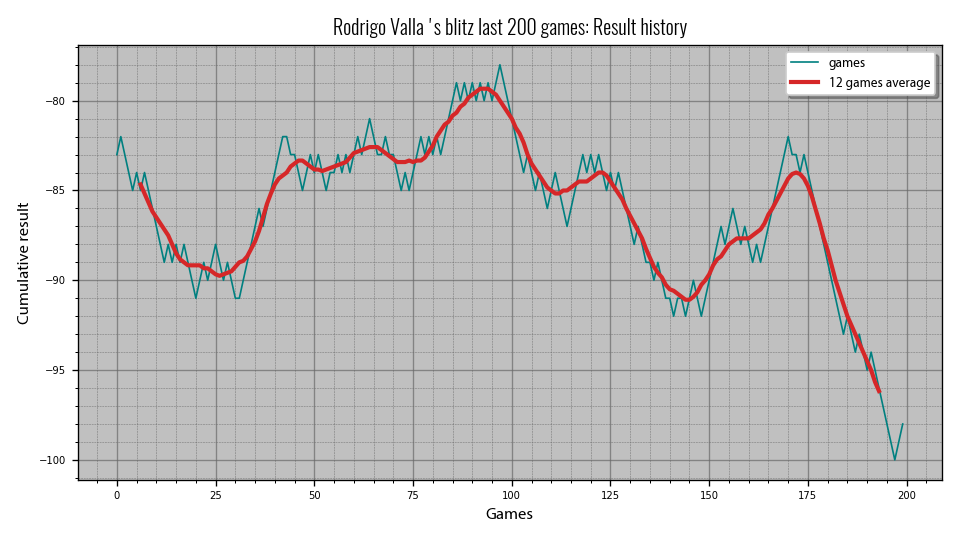 Rodrigo Valla 's blitz last 200 games: Result history
games
12 games average
Cumulative result
−80
−85
−90
−95
−100
0 25 50 75 100 125 150 175 200
Games